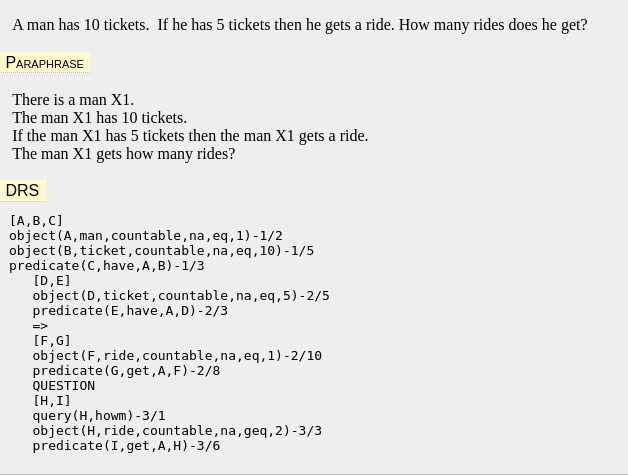 A man has 10 tickets.  If he has 5 tickets then he gets a ride. How many rides does he get?
PARAPHRASE
There is a man X1.
The man X1 has 10 tickets.
If the man X1 has 5 tickets then the man X1 gets a ride.
The man X1 gets how many rides?
DRS
[A,B,C]
object(A,man,countable,na,eq,1)-1/2
object(B,ticket,countable,na,eq,10)-1/5
predicate(C,have,A,B)-1/3
   [D,E]
   object(D,ticket,countable,na,eq,5)-2/5
   predicate(E,have,A,D)-2/3
   =>
   [F,G]
   object(F,ride,countable,na,eq,1)-2/10
   predicate(G,get,A,F)-2/8
   QUESTION
   [H,I]
   query(H,howm)-3/1
   object(H,ride,countable,na,geq,2)-3/3
   predicate(I,get,A,H)-3/6